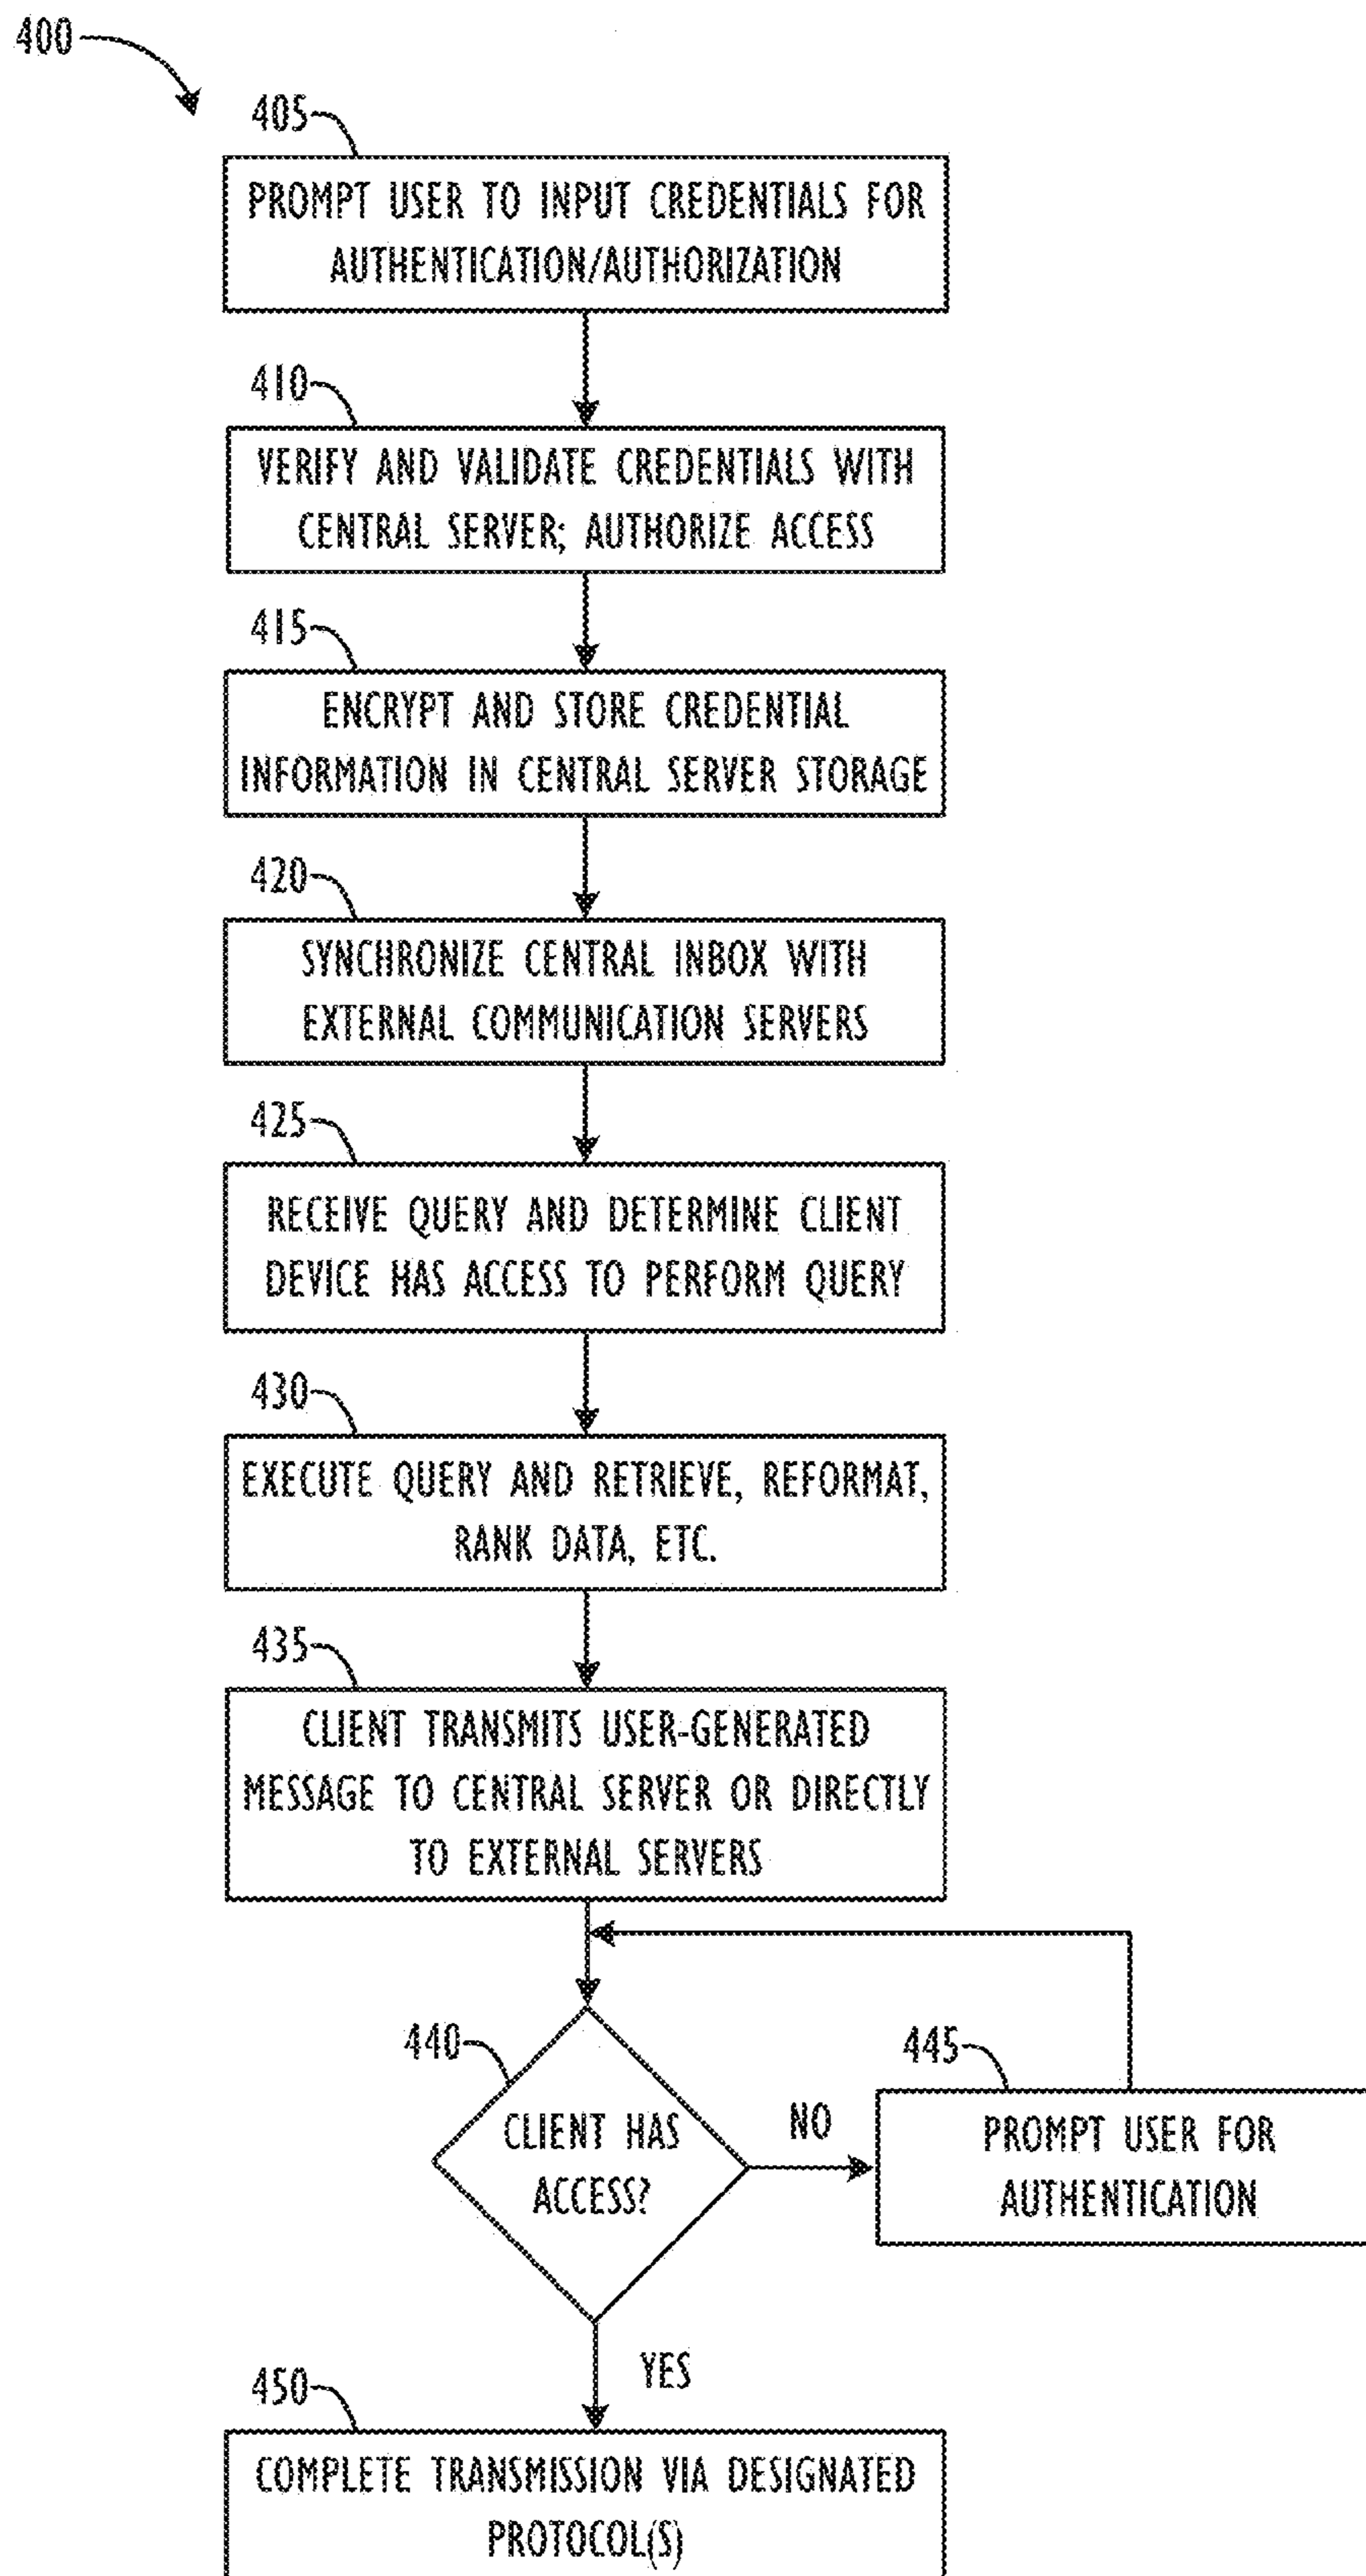 400
405
PROMPT USER TO INPUT CREDENTIALS FOR
AUTHENTICATION/AUTHORIZATION
410
VERIFY AND VALIDATE CREDENTIALS WITH
CENTRAL SERVER; AUTHORIZE ACCESS
415
ENCRYPT AND STORE CREDENTIAL
INFORMATION IN CENTRAL SERVER STORAGE
420
SYNCHRONIZE CENTRAL INBOX WITH
EXTERNAL COMMUNICATION SERVERS
425
RECEIVE QUERY AND DETERMINE CLIENT
DEVICE HAS ACCESS TO PERFORM QUERY
430
EXECUTE QUERY AND RETRIEVE, REFORMAT,
RANK DATA, ETC.
435
CLIENT TRANSMITS USER-GENERATED
MESSAGE TO CENTRAL SERVER OR DIRECTLY
TO EXTERNAL SERVERS
440
CLIENT HAS
ACCESS?
NO
445
PROMPT USER FOR
AUTHENTICATION
YES
450
COMPLETE TRANSMISSION VIA DESIGNATED
PROTOCOL(S)